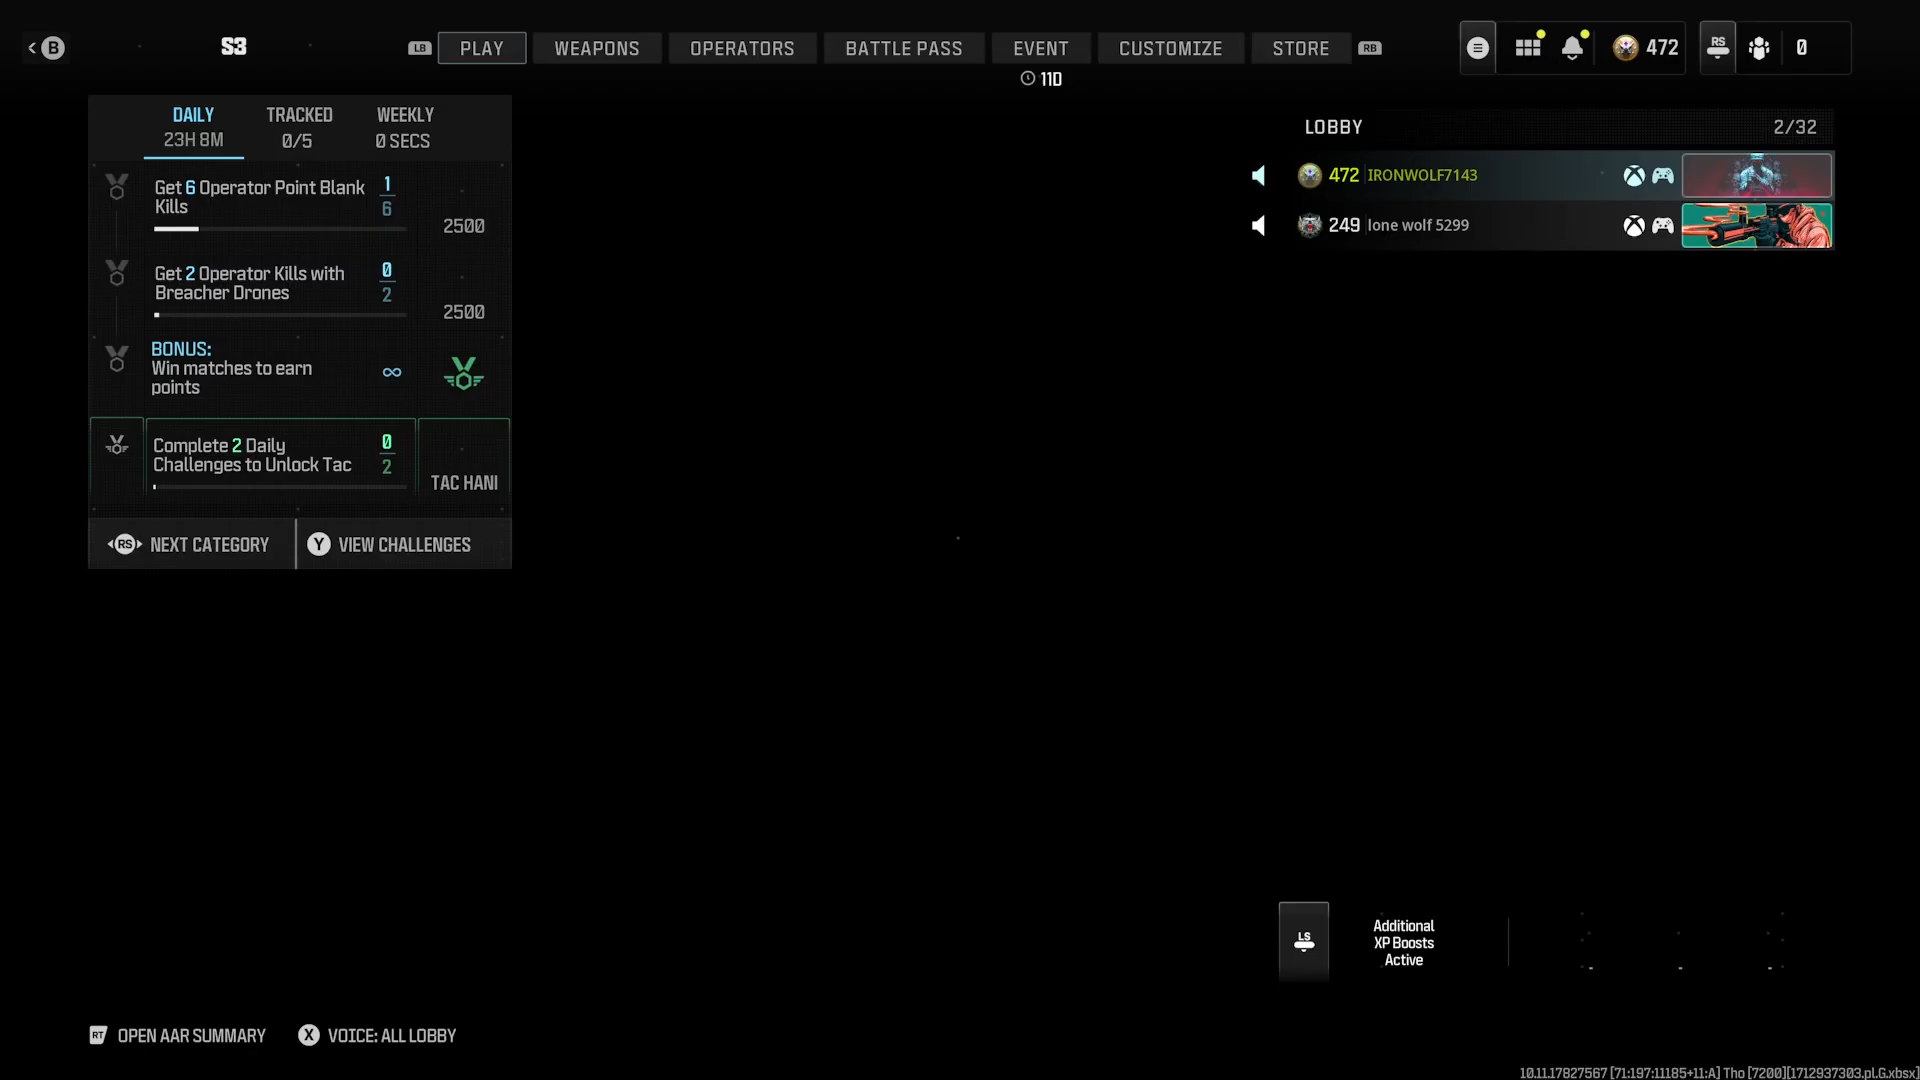 B
S3
LB
PLAY
WEAPONS
OPERATORS
BATTLE PASS
EVENT
CUSTOMIZE
STORE
RB
472
RS
0
11D
DAILY
23H 8M
TRACKED
0/5
WEEKLY
0 SECS
Get 6 Operator Point Blank
Kills
1
6
2500
Get 2 Operator Kills with
Breacher Drones
0
2
2500
BONUS:
Win matches to earn
points
∞
Complete 2 Daily
Challenges to Unlock Tac
0
2
TAC HANI
RS NEXT CATEGORY
Y VIEW CHALLENGES
LOBBY
2/32
472 IRONWOLF7143
249 lone wolf 5299
LS
Additional
XP Boosts
Active
RT OPEN AAR SUMMARY
X VOICE: ALL LOBBY
10.11.17827567 [71:197:11185+11:A] Tho [7200][1712937303.pl.G.xbsx]